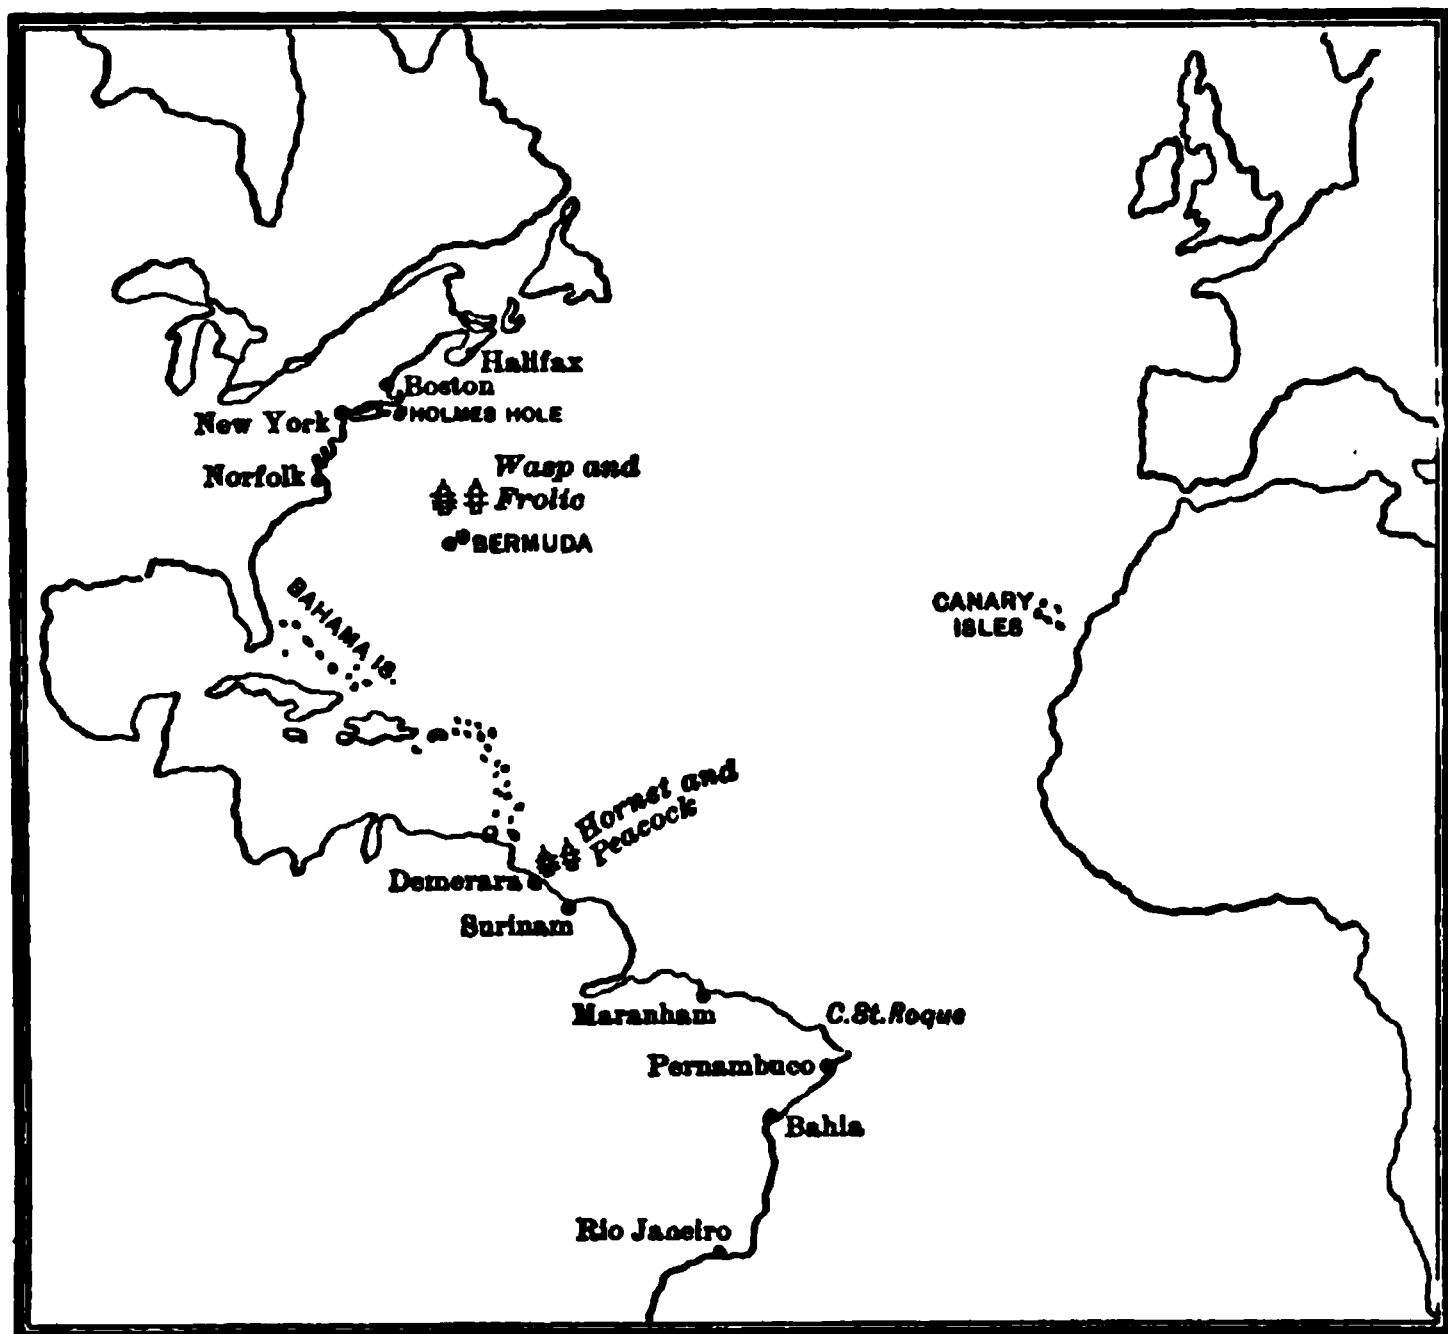 Halifax
Boston
HOLMES HOLE
New York
Norfolk
Wasp and
Frolic
BERMUDA
BAHAMA IS.
CANARY
ISLES
Hornet and
Peacock
Demerara
Surinam
Maranham
C. St. Roque
Pernambuco
Bahia
Rio Janeiro